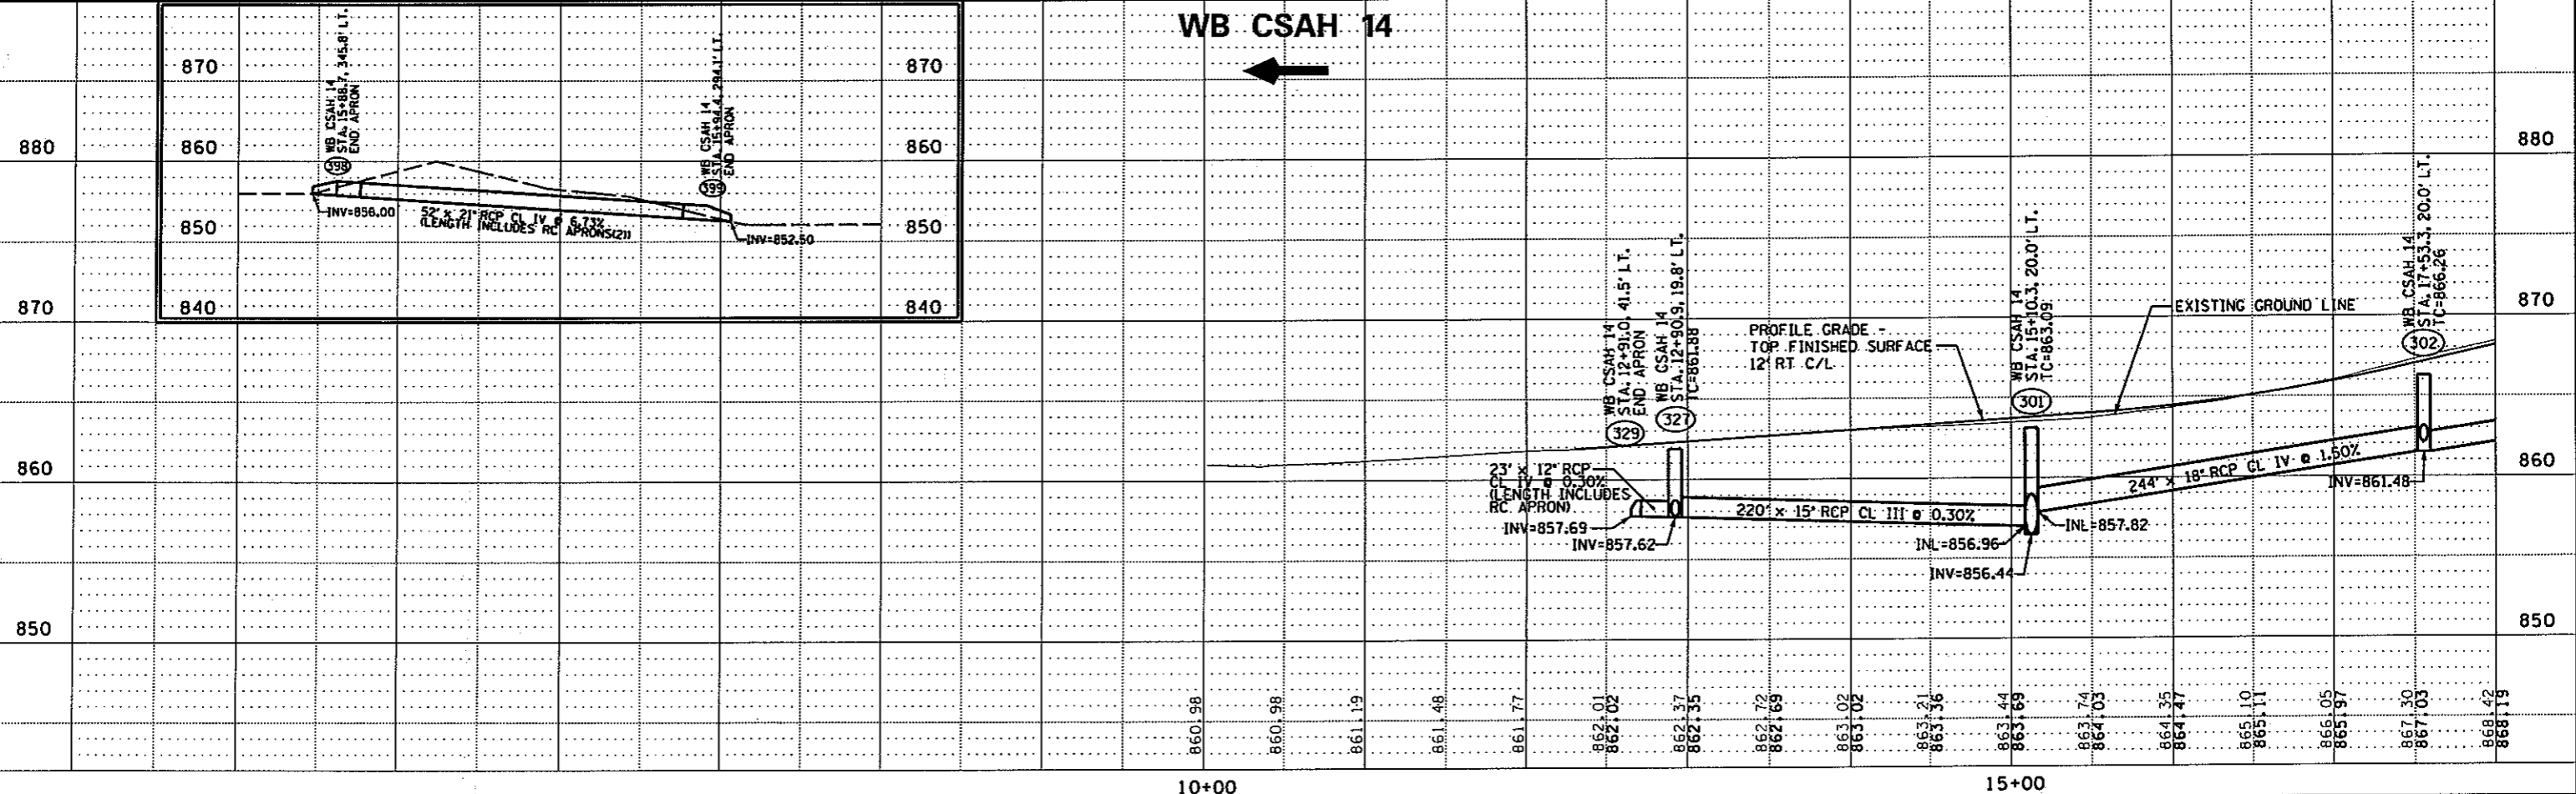 WB CSAH 14
870
870
880
860
860
880
850
850
870
840
840
870
860
860
850
850
WB CSAH 14
STA. 15+88.7, 345.8' LT.
END APRON
398
INV=856.00
52' x 21" RCP CL IV @ 6.73%
(LENGTH INCLUDES RC APRONS(2))
WB CSAH 14
STA. 15+94.4, 294.1' LT.
END APRON
399
INV=852.50
WB CSAH 14
STA. 12+91.0, 41.5' LT.
END APRON
329
WB CSAH 14
STA. 12+90.9, 19.8' LT.
TC=861.88
327
23' x 12" RCP
CL IV @ 0.30%
(LENGTH INCLUDES
RC APRON)
INV=857.69
INV=857.62
220' x 15" RCP CL III @ 0.30%
PROFILE GRADE -
TOP FINISHED SURFACE
12' RT C/L
WB CSAH 14
STA. 15+10.3, 20.0' LT.
TC=863.09
301
INL=856.96
INV=856.44
INL=857.82
EXISTING GROUND LINE
244' x 18" RCP CL IV @ 1.50%
WB CSAH 14
STA. 17+53.3, 20.0' LT.
TC=866.26
302
INV=861.48
860.98
860.98
861.19
861.48
861.77
862.01
862.02
862.37
862.35
862.72
862.69
863.02
863.02
863.21
863.36
863.44
863.69
863.74
864.03
864.35
864.47
865.10
865.11
866.05
865.97
867.30
867.03
868.42
868.19
10+00
15+00